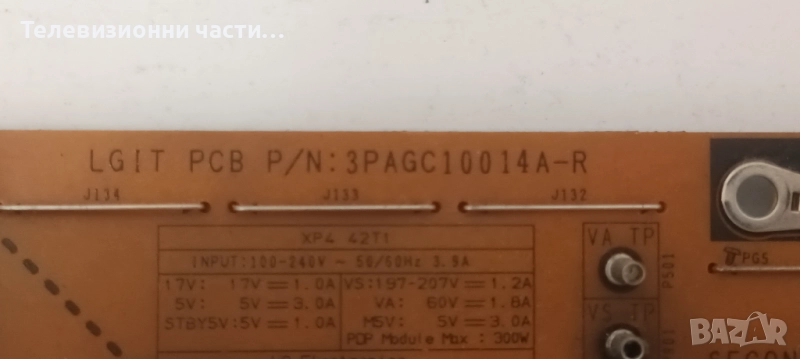 Телевизионни части...
LGIT PCB P/N:3PAGC10014A-R
J134 J133 J132
XP4 42T1
INPUT:100-240V ~ 50/60Hz 3.9A
17V: 17V⎓1.0A VS:197-207V⎓1.2A
5V: 5V⎓3.0A VA: 60V⎓1.8A
STBY5V:5V⎓1.0A M5V: 5V⎓3.0A
PDP Module Max : 300W
VA TP
P501
VS TP
PG5
BAZAR